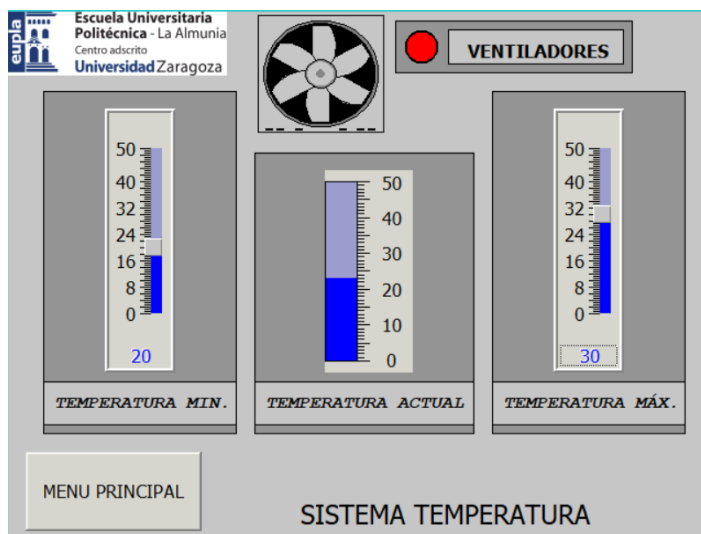 eupla
Escuela Universitaria
Politécnica - La Almunia
Centro adscrito
Universidad Zaragoza
VENTILADORES
50
40
32
24
16
8
0
20
TEMPERATURA MIN.
50
40
30
20
10
0
TEMPERATURA ACTUAL
50
40
32
24
16
8
0
30
TEMPERATURA MÁX.
MENU PRINCIPAL
SISTEMA TEMPERATURA